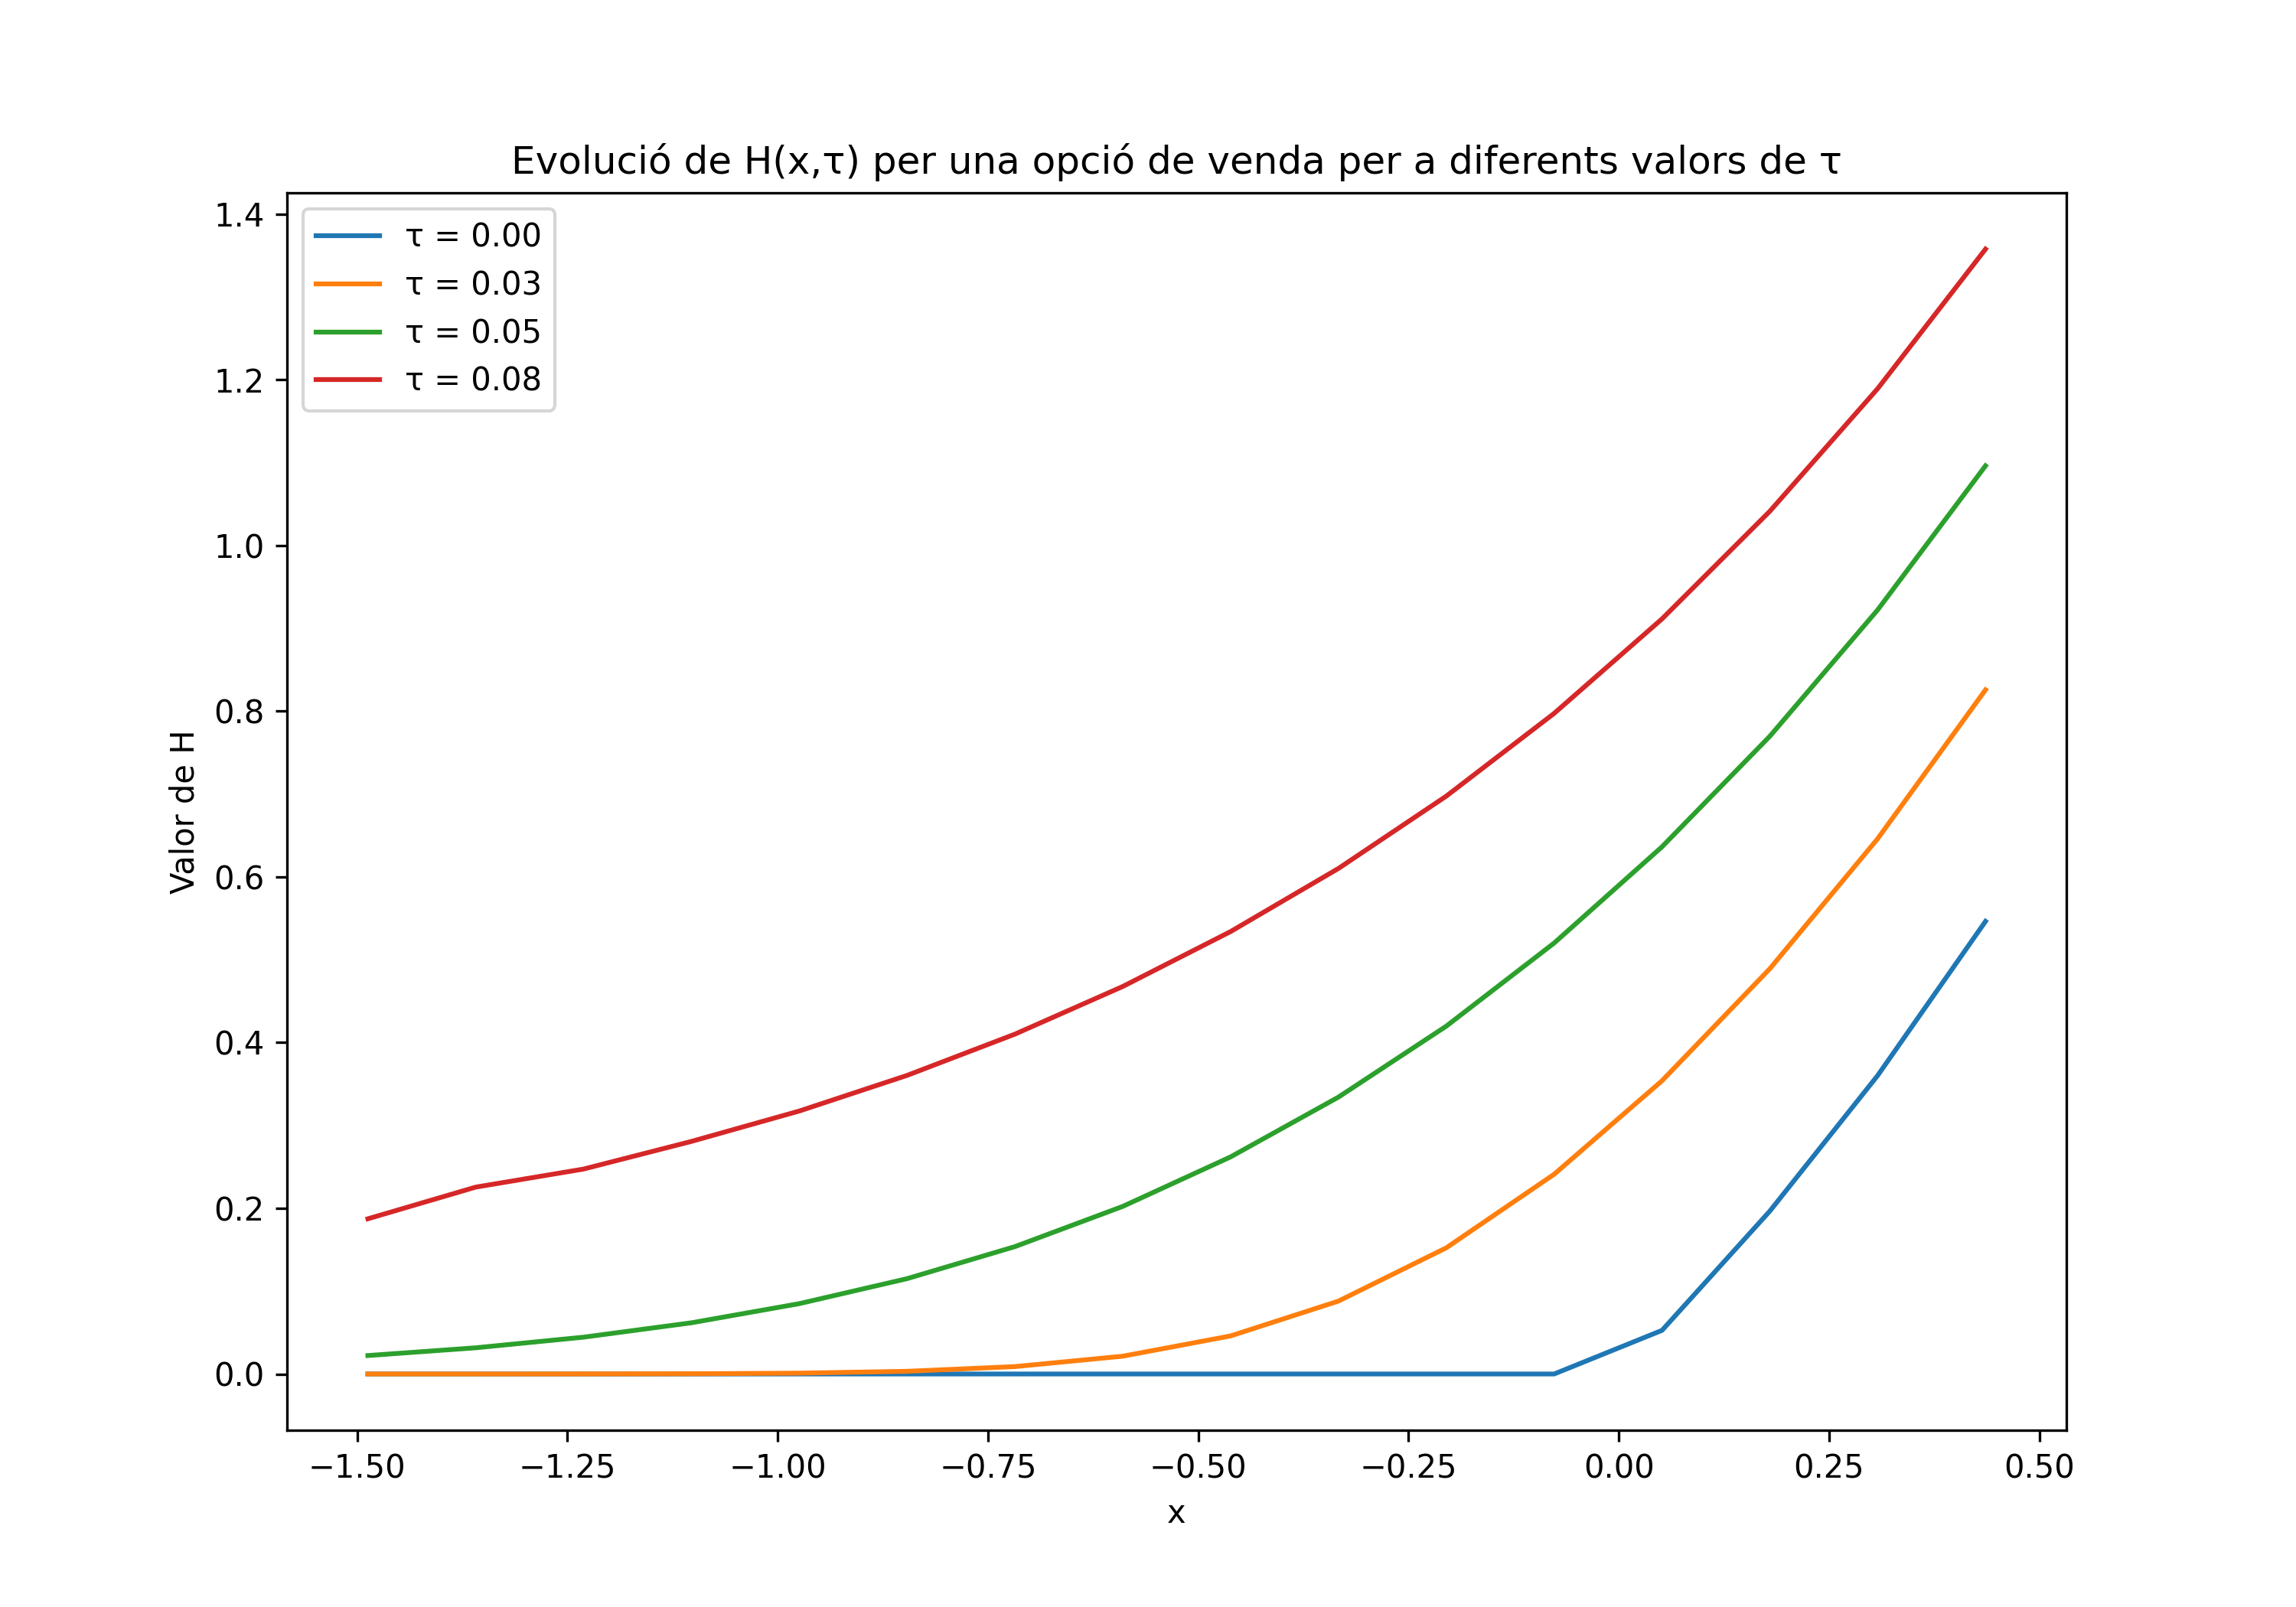 Evolució de H(x,τ) per una opció de venda per a diferents valors de τ
τ = 0.00
τ = 0.03
τ = 0.05
τ = 0.08
Valor de H
1.4
1.2
1.0
0.8
0.6
0.4
0.2
0.0
−1.50 −1.25 −1.00 −0.75 −0.50 −0.25 0.00 0.25 0.50
x